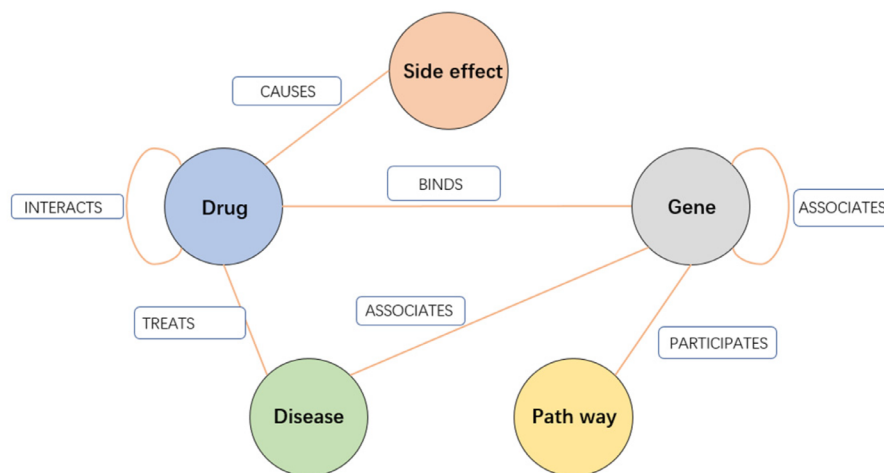 Side effect
CAUSES
BINDS
INTERACTS
Drug
Gene
ASSOCIATES
TREATS
ASSOCIATES
PARTICIPATES
Disease
Path way